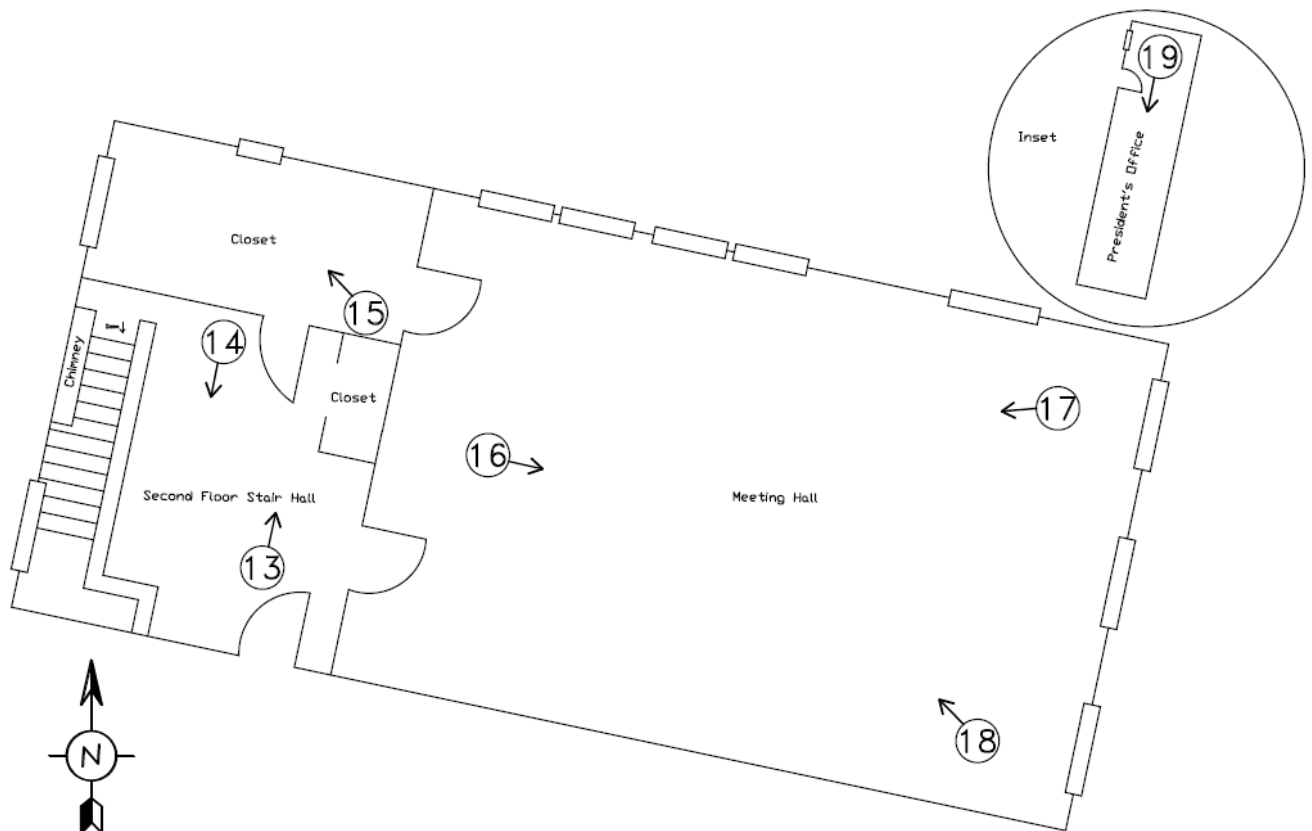 19
Inset
President's Office
Closet
15
14
Down
Chimney
Closet
17
16
Second Floor Stair Hall
Meeting Hall
13
18
N